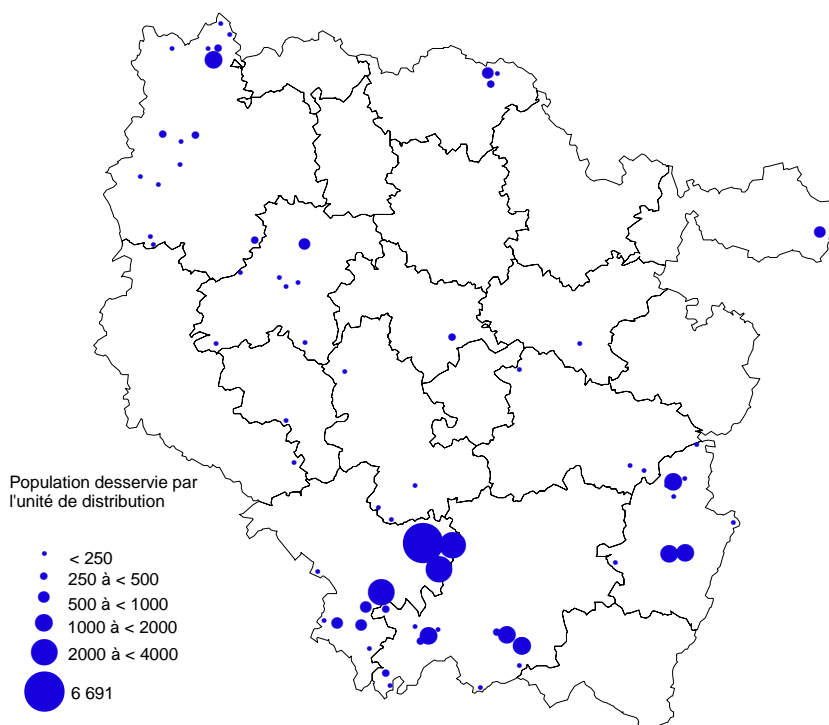 Population desservie par
l'unité de distribution
< 250
250 à < 500
500 à < 1000
1000 à < 2000
2000 à < 4000
6 691